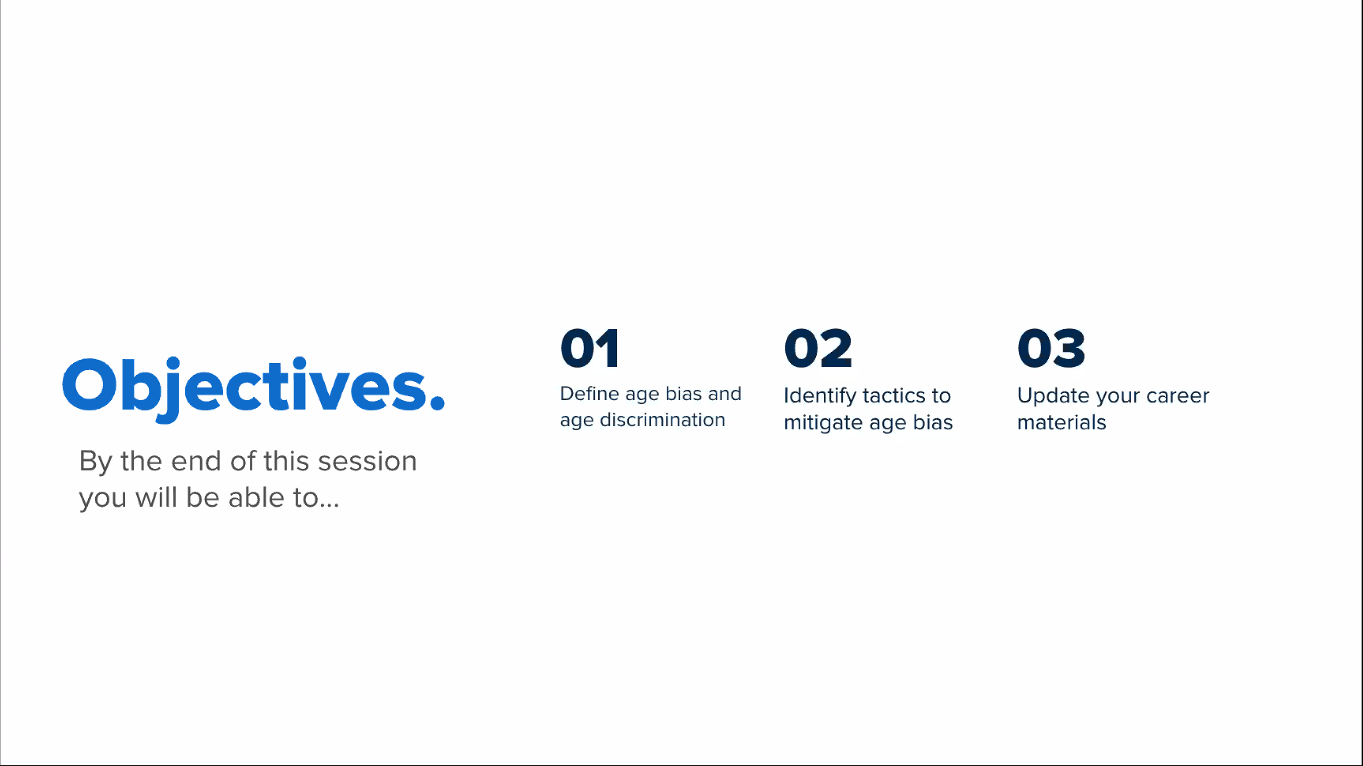 Objectives.
By the end of this session
you will be able to...
01
Define age bias and
age discrimination
02
Identify tactics to
mitigate age bias
03
Update your career
materials